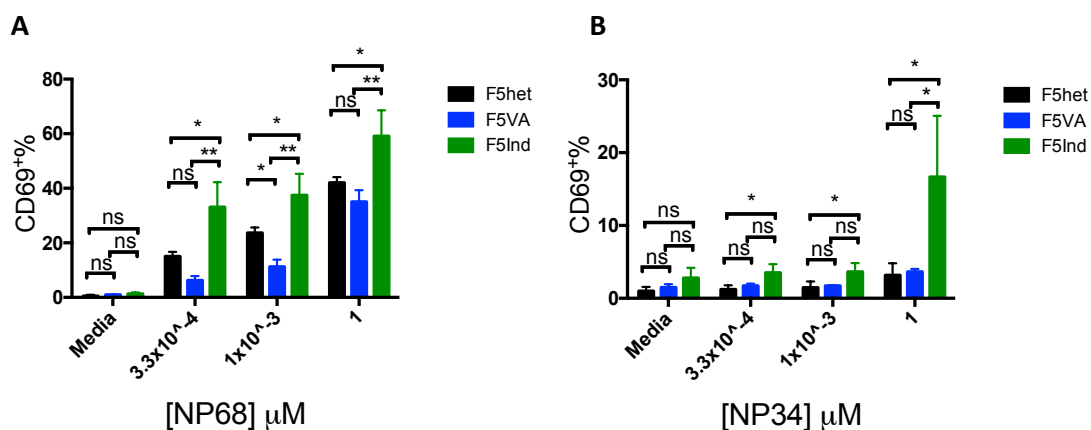 A
80
60
40
20
0
CD69+%
ns
ns
ns
ns
**
*
*
**
*
ns
**
*
Media
3.3x10^-4
1x10^-3
1
[NP68] μM
F5het
F5VA
F5Ind
B
30
20
10
0
CD69+%
ns
ns
ns
ns
ns
*
ns
ns
*
ns
*
*
Media
3.3x10^-4
1x10^-3
1
[NP34] μM
F5het
F5VA
F5Ind